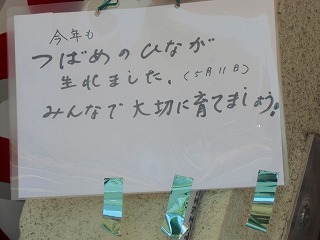 今年も
つばめのひなが
生れました。(5月11日)
みんなで大切に育てましょう!